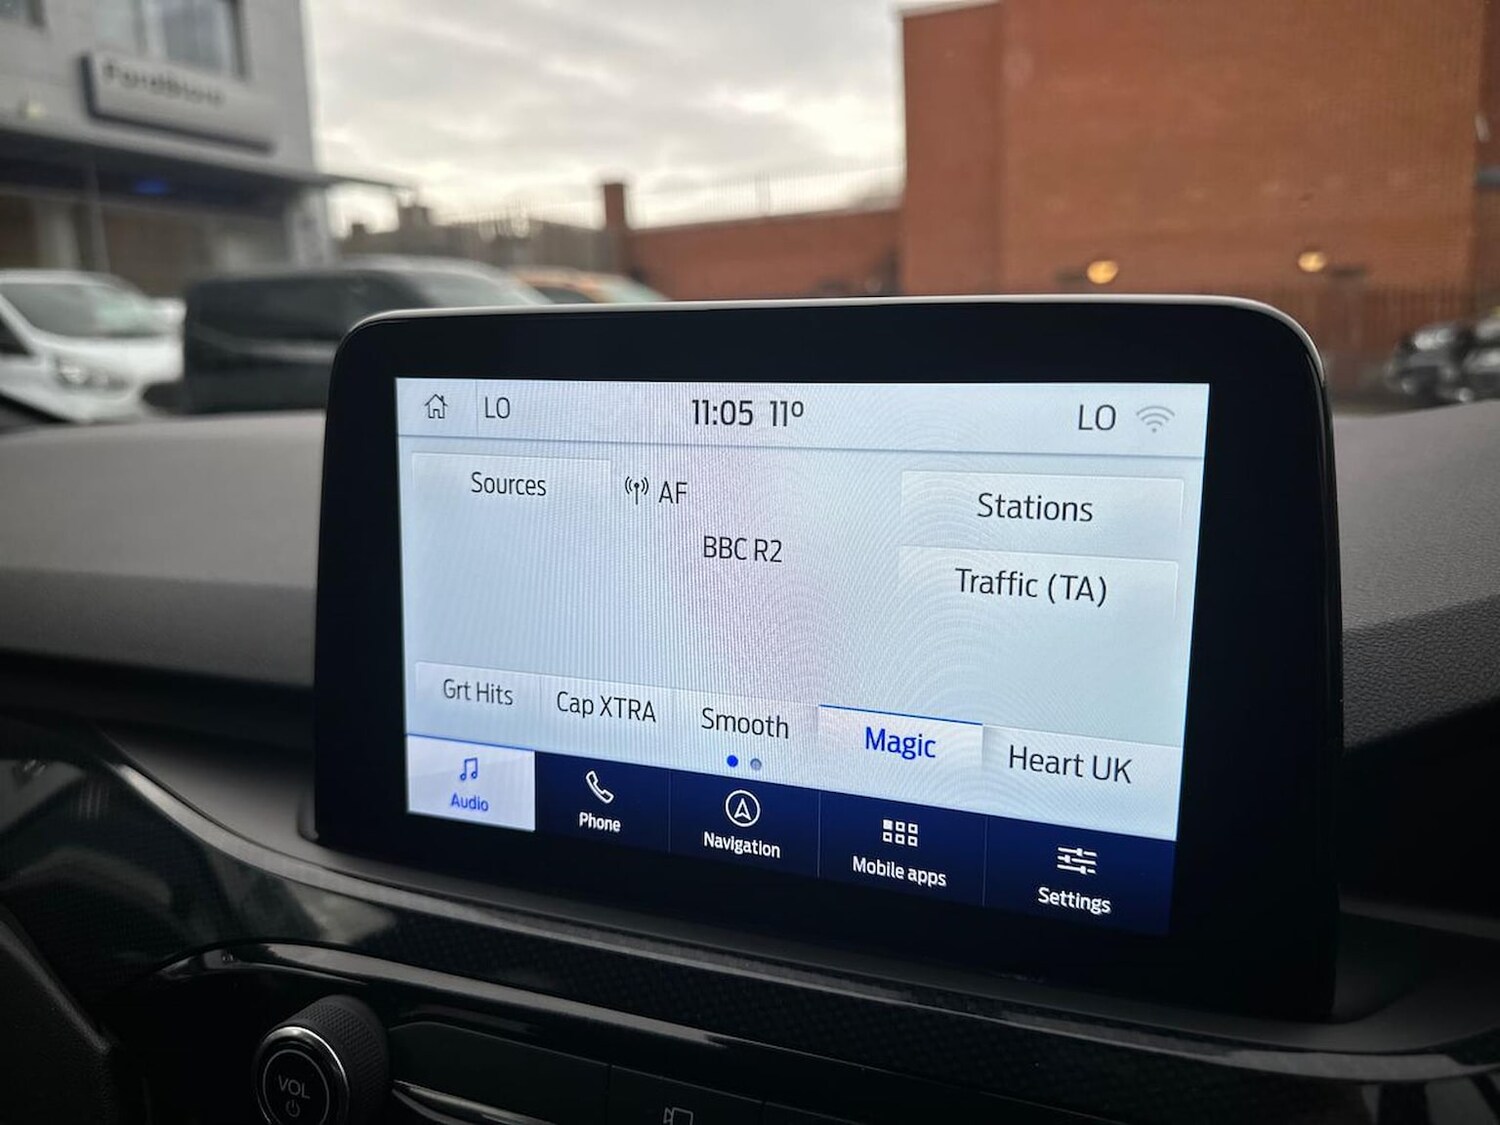 FordStore
LO 11:05 11° LO
Sources AF Stations
BBC R2
Traffic (TA)
Grt Hits Cap XTRA Smooth Magic Heart UK
Audio Phone Navigation Mobile apps Settings
VOL